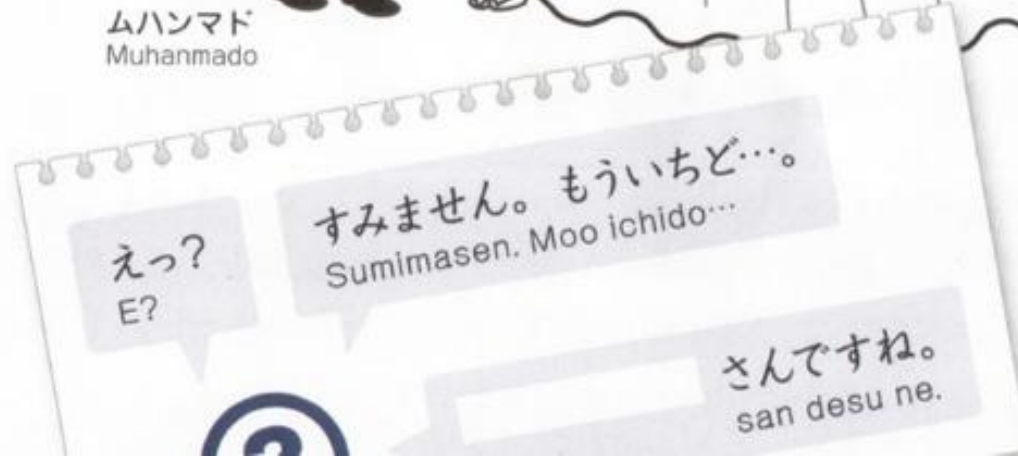 ムハンマド
Muhanmado
えっ?
E?
すみません。もういちど…。
Sumimasen. Moo ichido…
さんですね。
san desu ne.
?